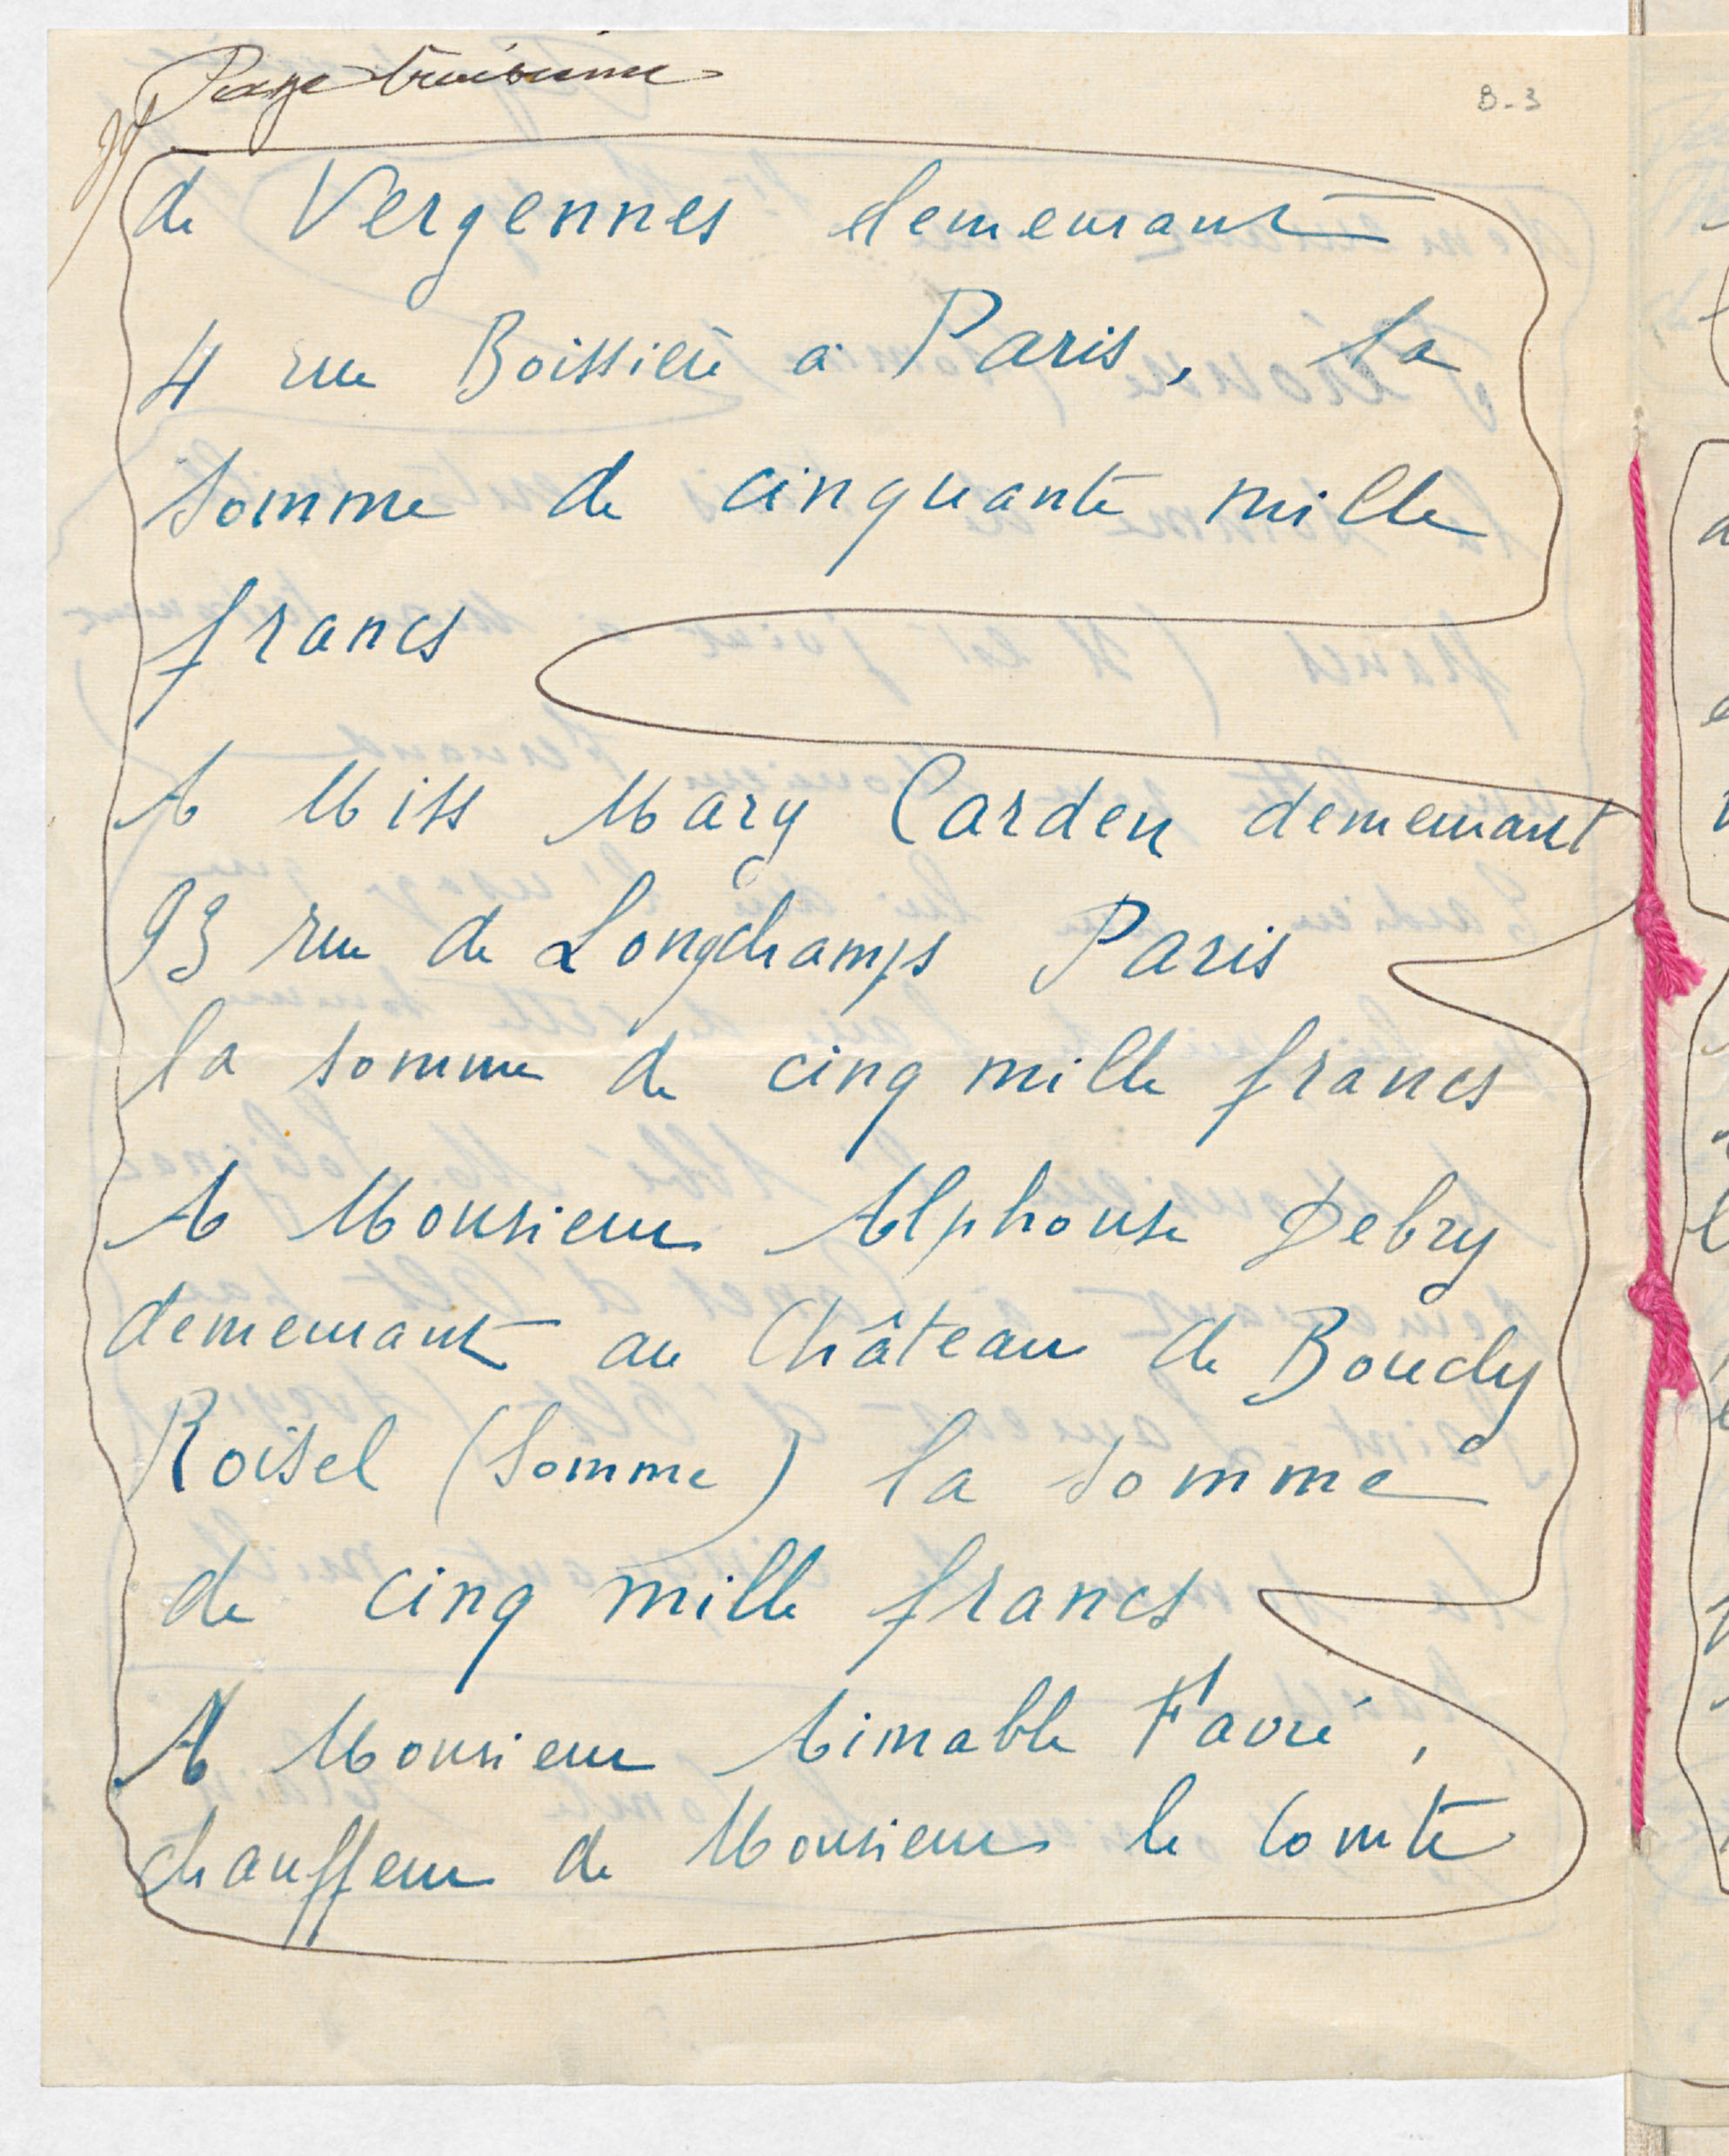 Page troisième
B-3
de Vergennes demeurant
4 rue Boissière à Paris, la
somme de cinquante mille
francs
A Miss Mary Carden demeurant
93 rue de Longchamps Paris
la somme de cinq mille francs
A Monsieur Alphonse Debry
demeurant au Château de Boucly
Roisel (Somme) la somme
de cinq mille francs
A Monsieur Aimable Favré,
chauffeur de Monsieur le Comte